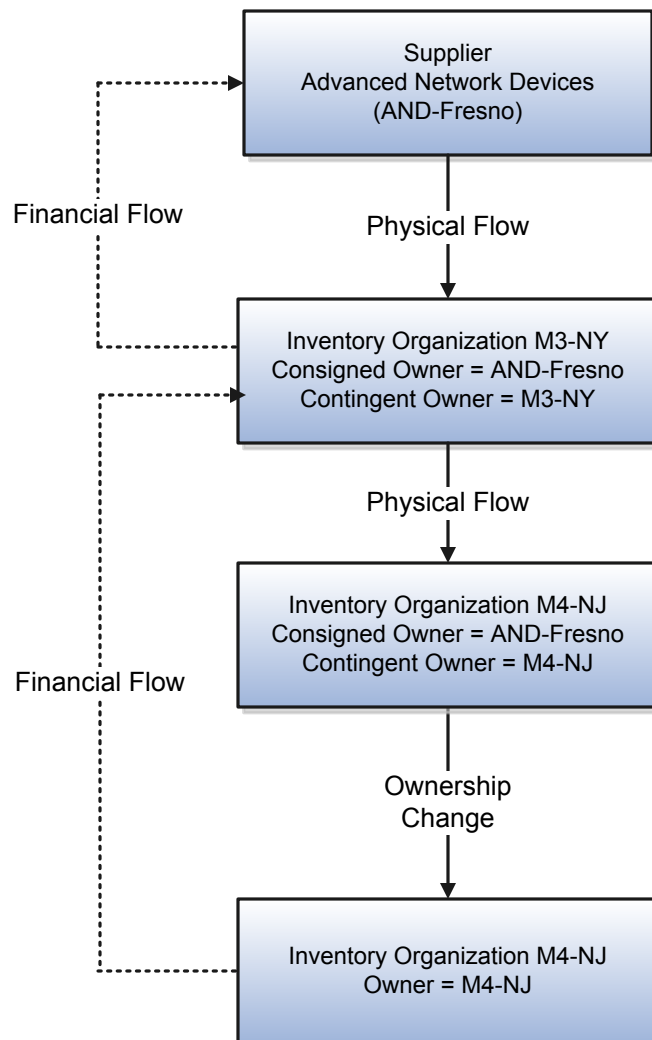 Supplier
Advanced Network Devices
(AND-Fresno)
Financial Flow
Physical Flow
Inventory Organization M3-NY
Consigned Owner = AND-Fresno
Contingent Owner = M3-NY
Physical Flow
Inventory Organization M4-NJ
Consigned Owner = AND-Fresno
Contingent Owner = M4-NJ
Financial Flow
Ownership
Change
Inventory Organization M4-NJ
Owner = M4-NJ